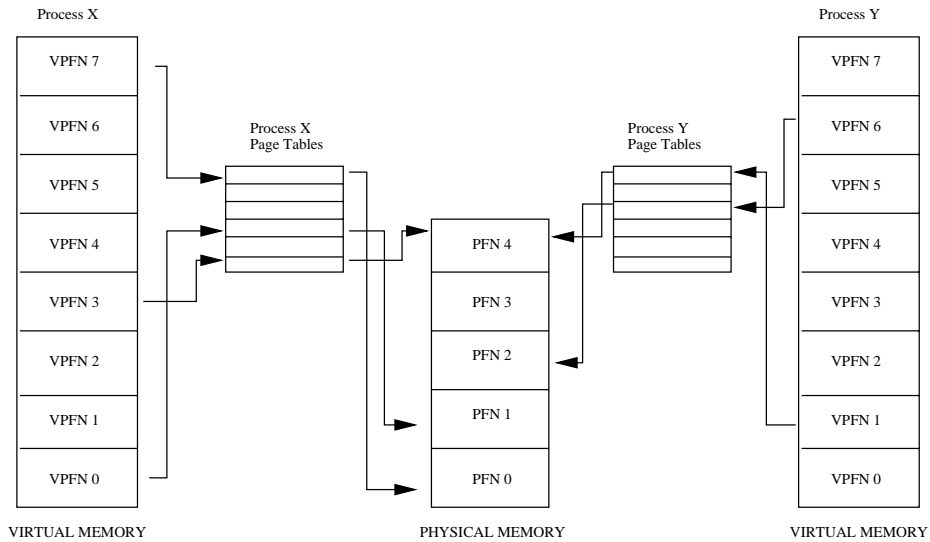 Process X
Process Y
VPFN 7
VPFN 6
VPFN 5
VPFN 4
VPFN 3
VPFN 2
VPFN 1
VPFN 0
VIRTUAL MEMORY
Process X
Page Tables
PFN 4
PFN 3
PFN 2
PFN 1
PFN 0
PHYSICAL MEMORY
Process Y
Page Tables
VPFN 7
VPFN 6
VPFN 5
VPFN 4
VPFN 3
VPFN 2
VPFN 1
VPFN 0
VIRTUAL MEMORY